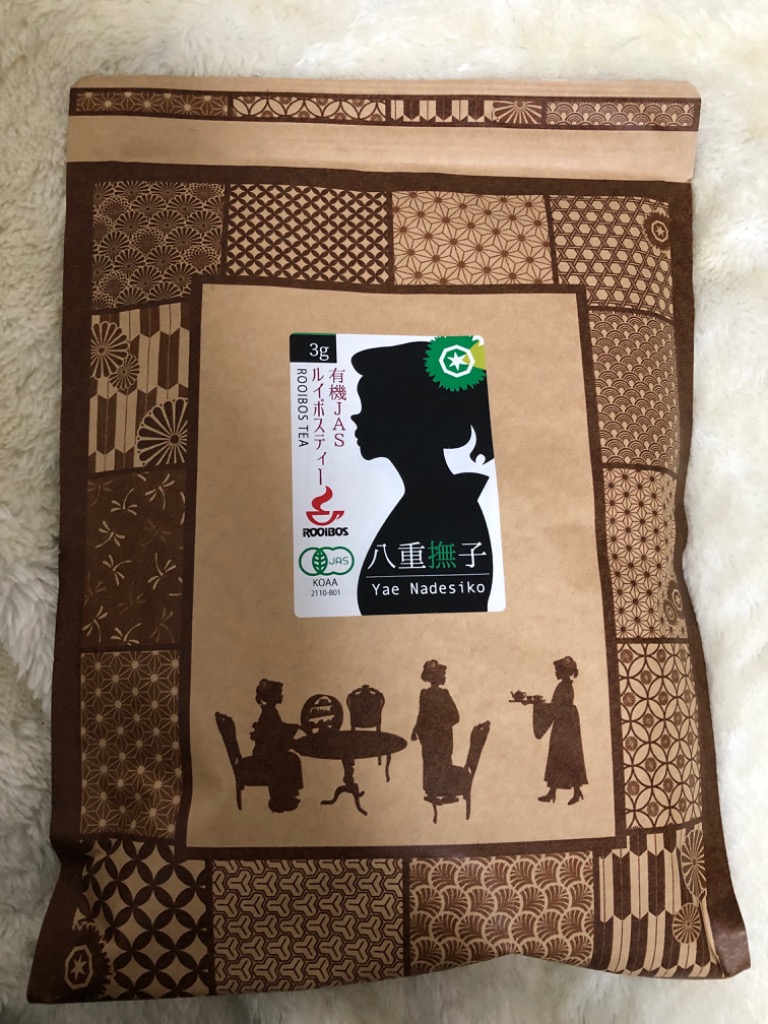 3g
有機JAS
ルイボスティー
ROOIBOS TEA
ROOIBOS
JAS
KOAA
2110-B01
八重撫子
Yae Nadesiko